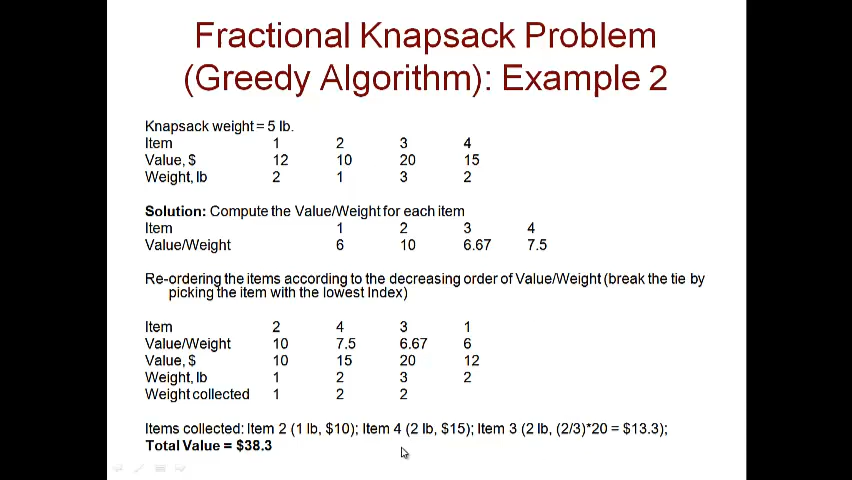 Fractional Knapsack Problem
(Greedy Algorithm): Example 2
Knapsack weight = 5 lb.
Item 1 2 3 4
Value, $ 12 10 20 15
Weight, lb 2 1 3 2
Solution: Compute the Value/Weight for each item
Item 1 2 3 4
Value/Weight 6 10 6.67 7.5
Re-ordering the items according to the decreasing order of Value/Weight (break the tie by
picking the item with the lowest Index)
Item 2 4 3 1
Value/Weight 10 7.5 6.67 6
Value, $ 10 15 20 12
Weight, lb 1 2 3 2
Weight collected 1 2 2
Items collected: Item 2 (1 lb, $10); Item 4 (2 lb, $15); Item 3 (2 lb, (2/3)*20 = $13.3);
Total Value = $38.3